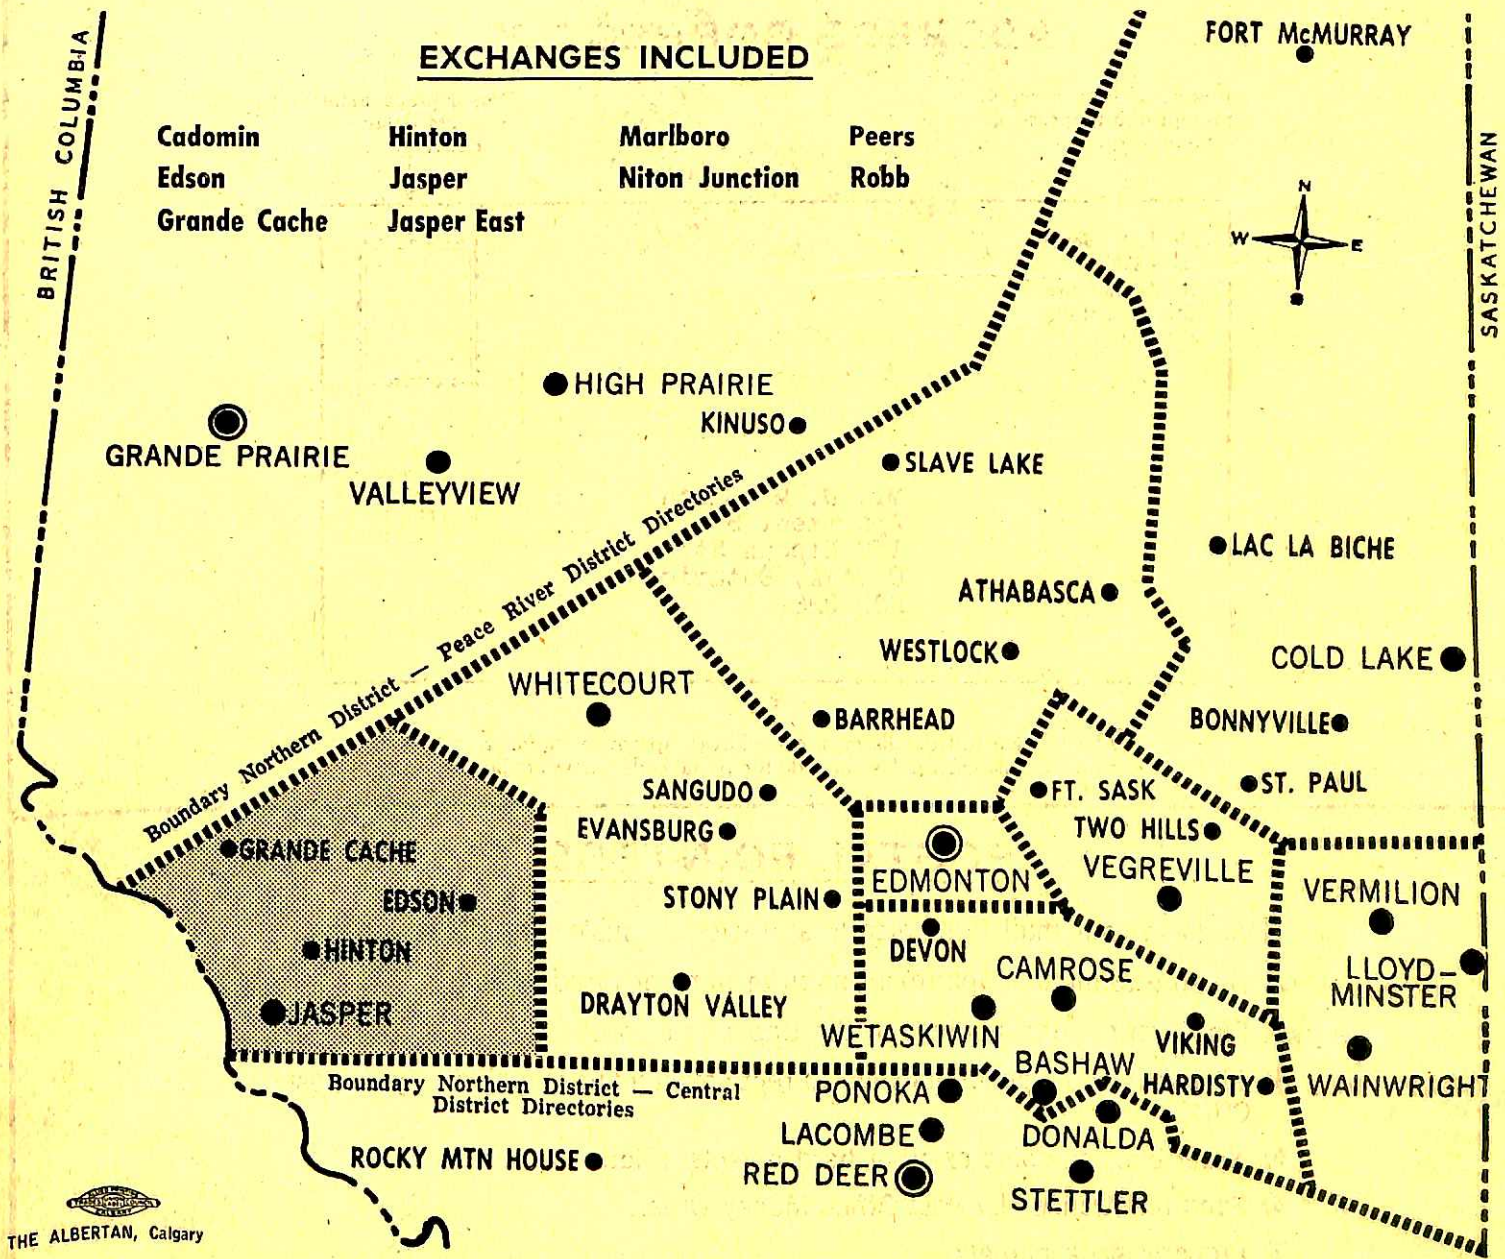 EXCHANGES INCLUDED
Cadomin Hinton Marlboro Peers
Edson Jasper Niton Junction Robb
Grande Cache Jasper East
BRITISH COLUMBIA
SASKATCHEWAN
FORT McMURRAY
N
W E
S
HIGH PRAIRIE
KINUSO
GRANDE PRAIRIE
VALLEYVIEW
SLAVE LAKE
Boundary Northern District — Peace River District Directories
LAC LA BICHE
ATHABASCA
WESTLOCK
COLD LAKE
WHITECOURT
BARRHEAD
BONNYVILLE
SANGUDO
FT. SASK
ST. PAUL
EVANSBURG
TWO HILLS
GRANDE CACHE
VEGREVILLE
EDMONTON
EDSON
STONY PLAIN
VERMILION
HINTON
DEVON
CAMROSE
LLOYD-
MINSTER
JASPER
DRAYTON VALLEY
WETASKIWIN
VIKING
BASHAW
Boundary Northern District — Central
District Directories
PONOKA
HARDISTY
WAINWRIGHT
LACOMBE
DONALDA
ROCKY MTN HOUSE
RED DEER
STETTLER
THE ALBERTAN, Calgary